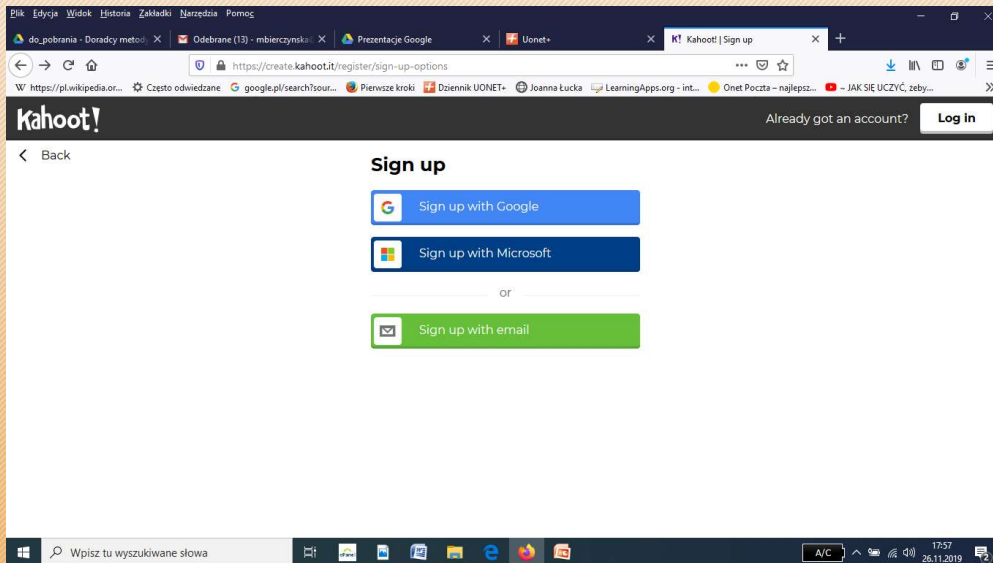 Plik Edycja Widok Historia Zakładki Narzędzia Pomoc
do_pobrania - Doradcy metod Odebrane (13) - mbierczynska Prezentacje Google Uonet+ K! Kahoot! | Sign up
https://create.kahoot.it/register/sign-up-options
W https://pl.wikipedia.or... Często odwiedzane G google.pl/search?sour... Pierwsze kroki Dziennik UONET+ Joanna Łucka LearningApps.org - int... Onet Poczta – najlepsz... – JAK SIĘ UCZYĆ, żeby...
Kahoot! Already got an account? Log in
Back
Sign up
Sign up with Google
Sign up with Microsoft
or
Sign up with email
Wpisz tu wyszukiwane słowa A/C 17:57
26.11.2019 2